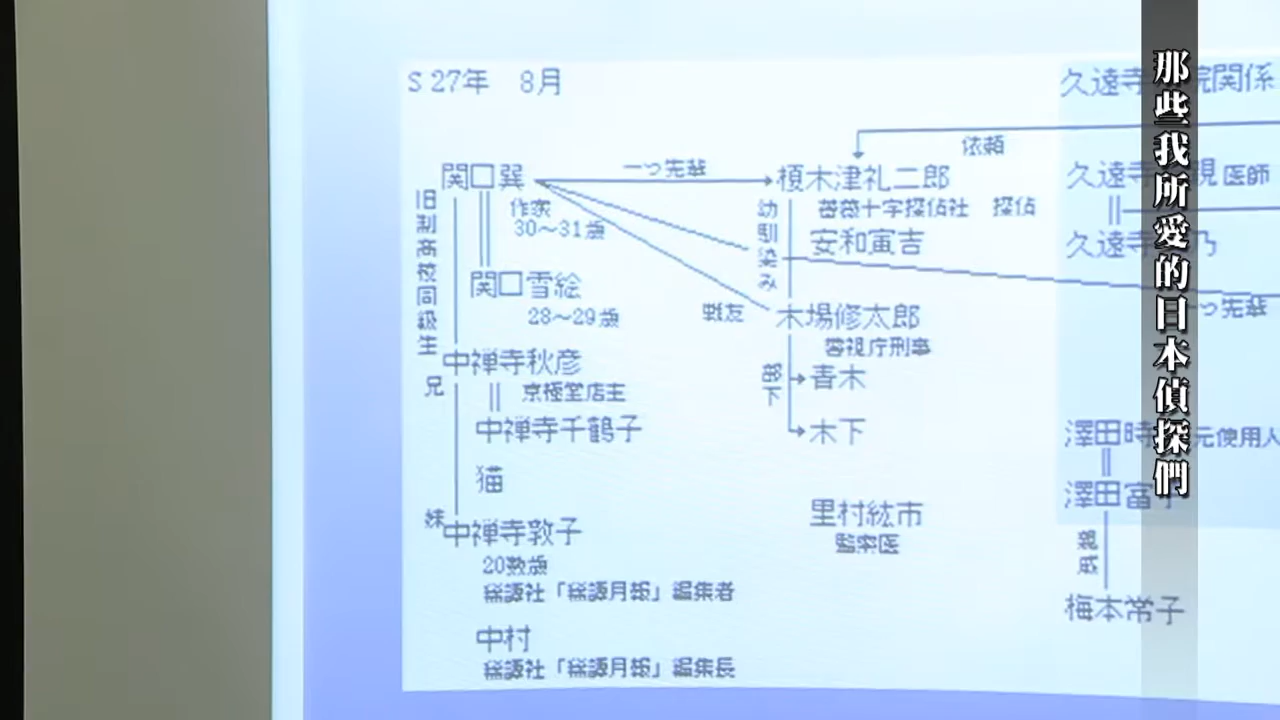 S 27年 8月
関口巽
作家
30～31歳
関口雪絵
28～29歳
旧制高校同級生
中禅寺秋彦
京極堂店主
兄
中禅寺千鶴子
猫
妹
中禅寺敦子
20数歳
稀譚社「稀譚月報」編集者
中村
稀譚社「稀譚月報」編集長
一つ先輩
榎木津礼二郎
薔薇十字探偵社 探偵
幼馴染み
安和寅吉
戦友
木場修太郎
警視庁刑事
部下
青木
木下
里村紘市
監察医
依頼
久遠寺
院関係
久遠寺
親 医師
久遠寺
乃
つ先輩
澤田時
元使用人
澤田富
親戚
梅本常子
那些我所愛的日本偵探們